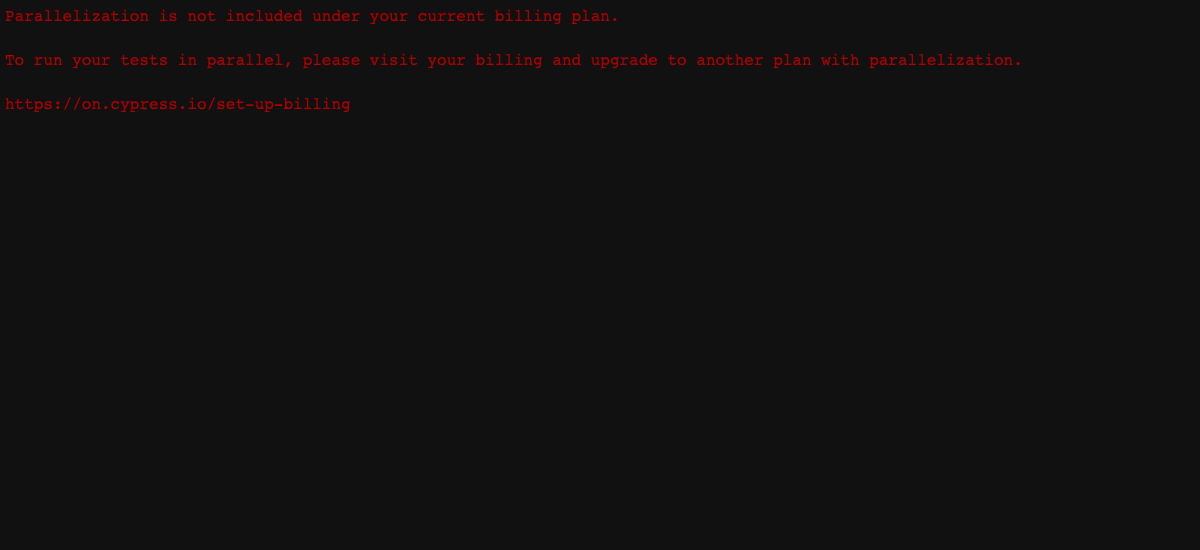 Parallelization is not included under your current billing plan.
To run your tests in parallel, please visit your billing and upgrade to another plan with parallelization.
https://on.cypress.io/set-up-billing